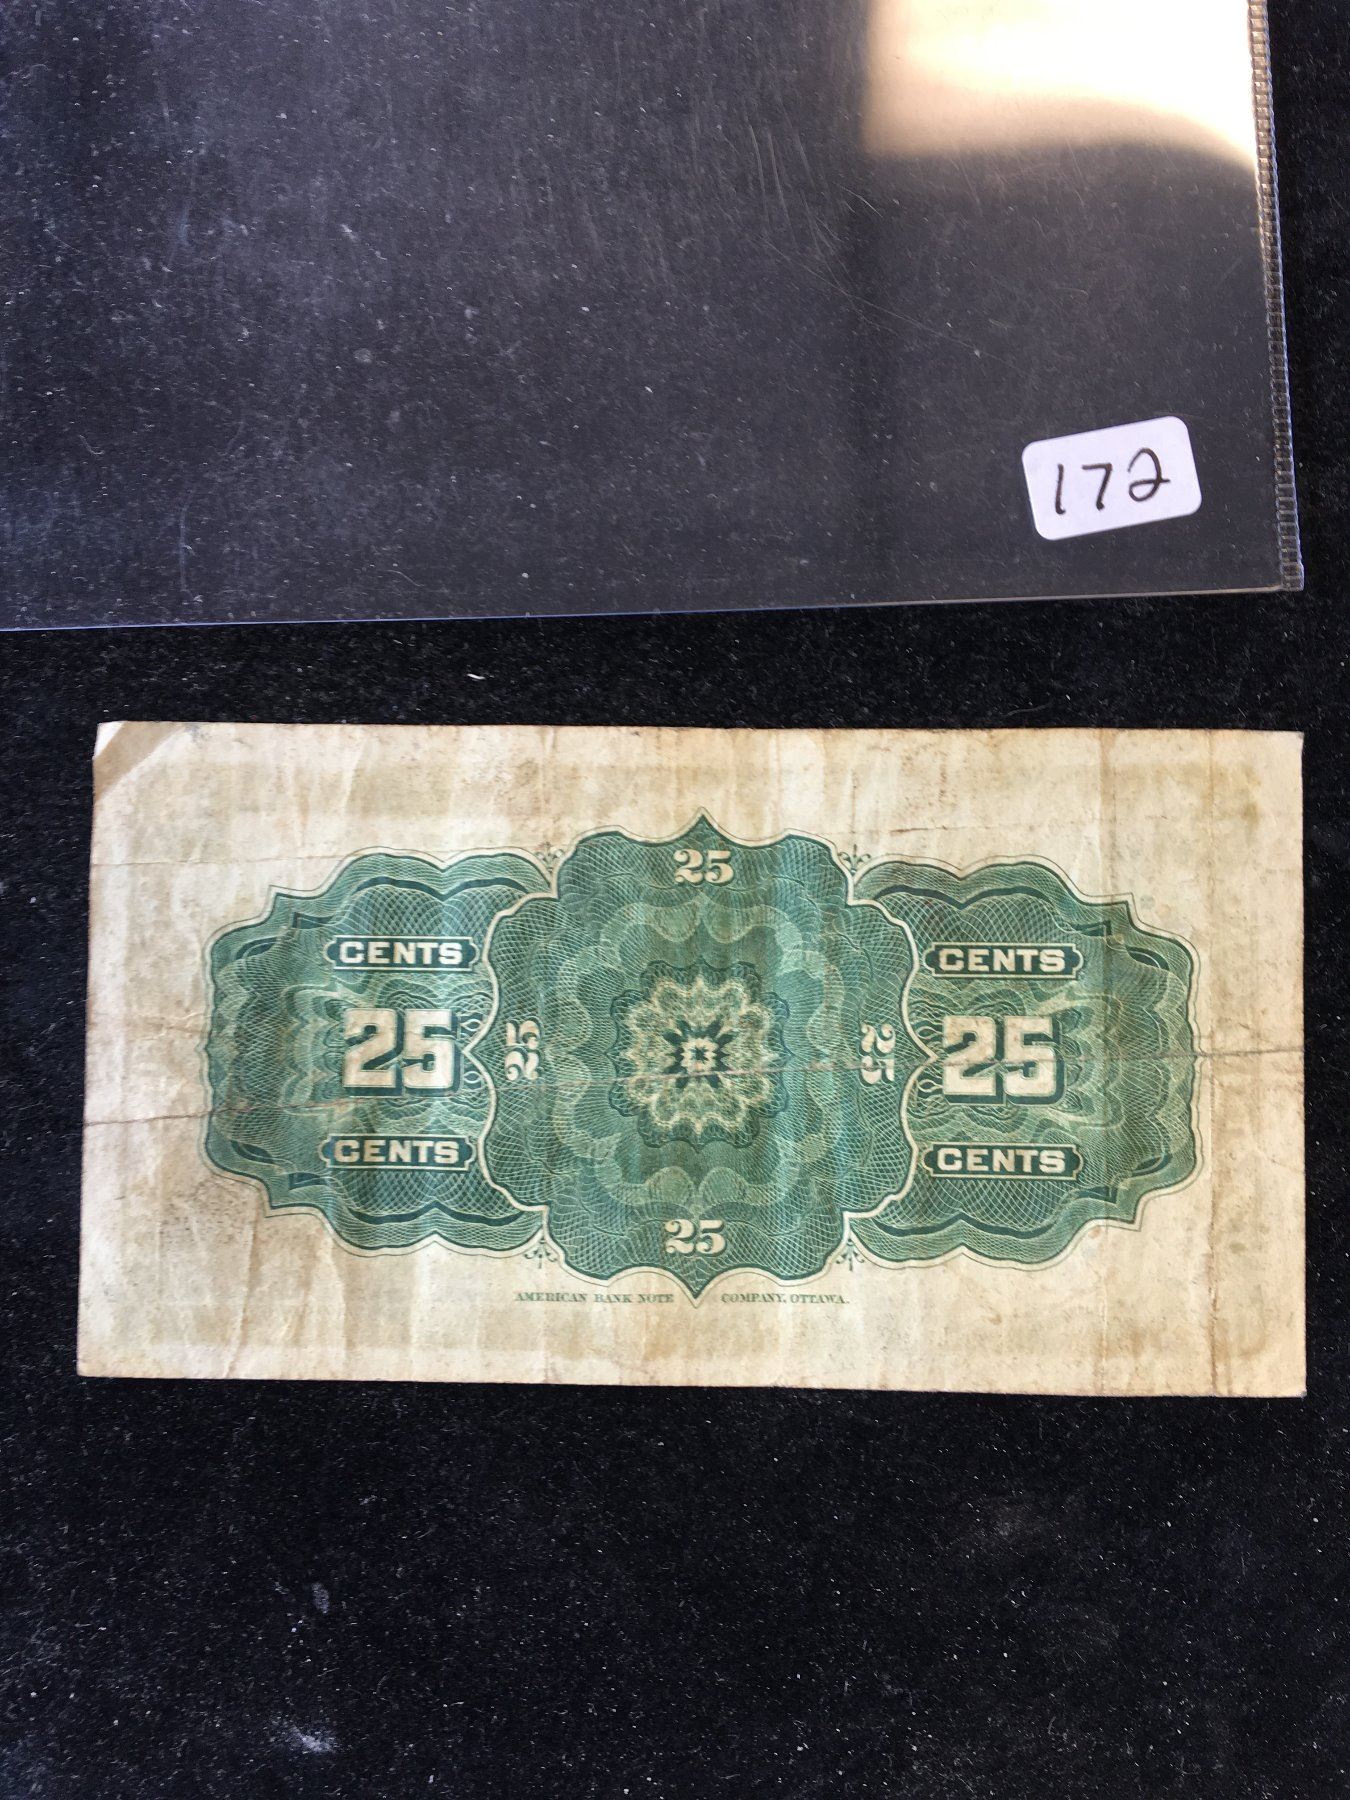 172
25
CENTS CENTS
25 25 25 25
CENTS CENTS
25
AMERICAN BANK NOTE COMPANY, OTTAWA.